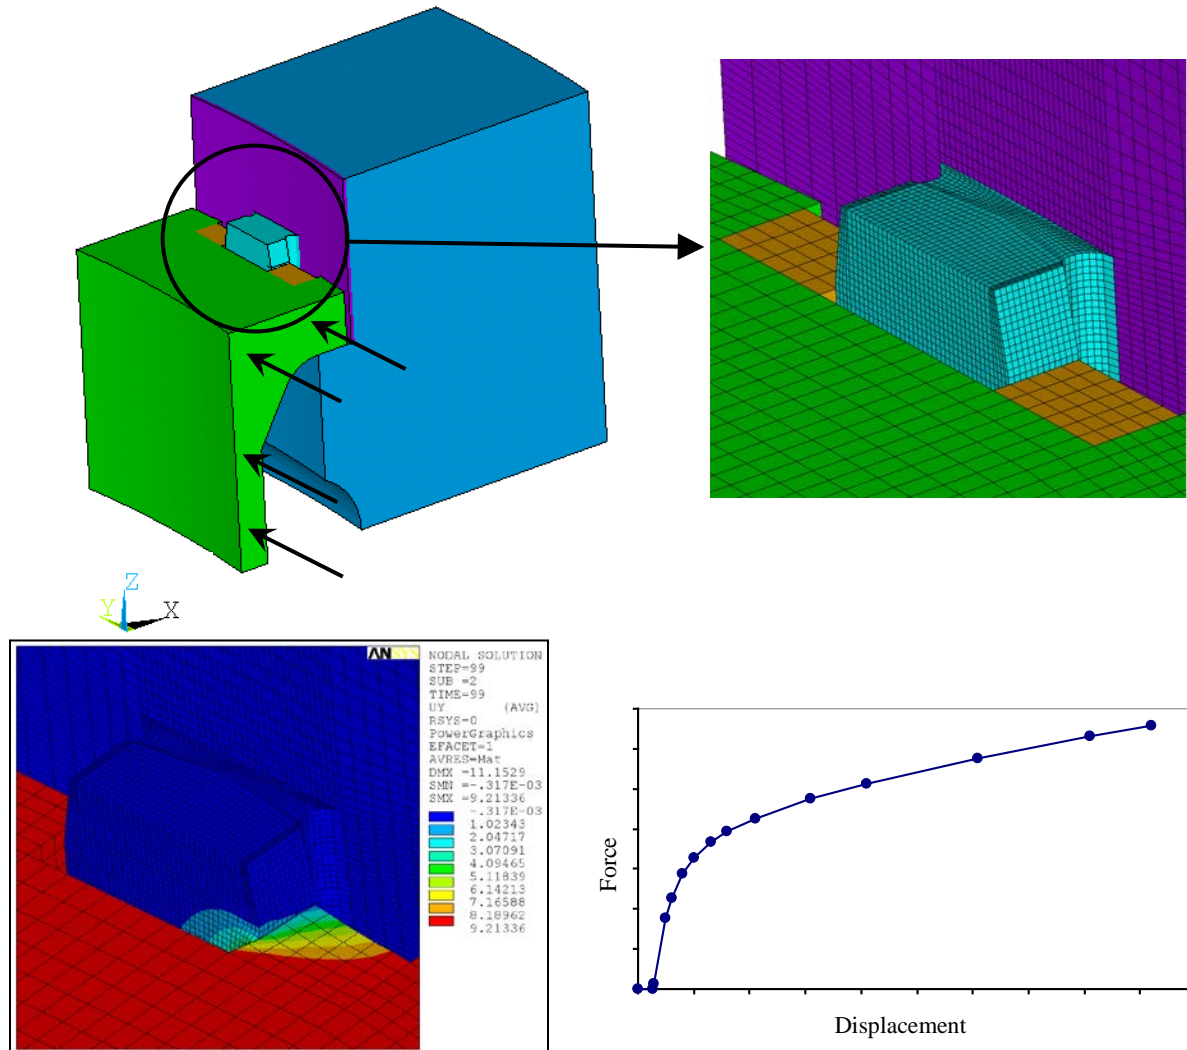 Z
Y
X
ANSYS
NODAL SOLUTION
STEP=99
SUB =2
TIME=99
UY (AVG)
RSYS=0
PowerGraphics
EFACET=1
AVRES=Mat
DMX =11.1529
SMN =-.317E-03
SMX =9.21336
-.317E-03
1.02343
2.04717
3.07091
4.09465
5.11839
6.14213
7.16588
8.18962
9.21336
Force
Displacement